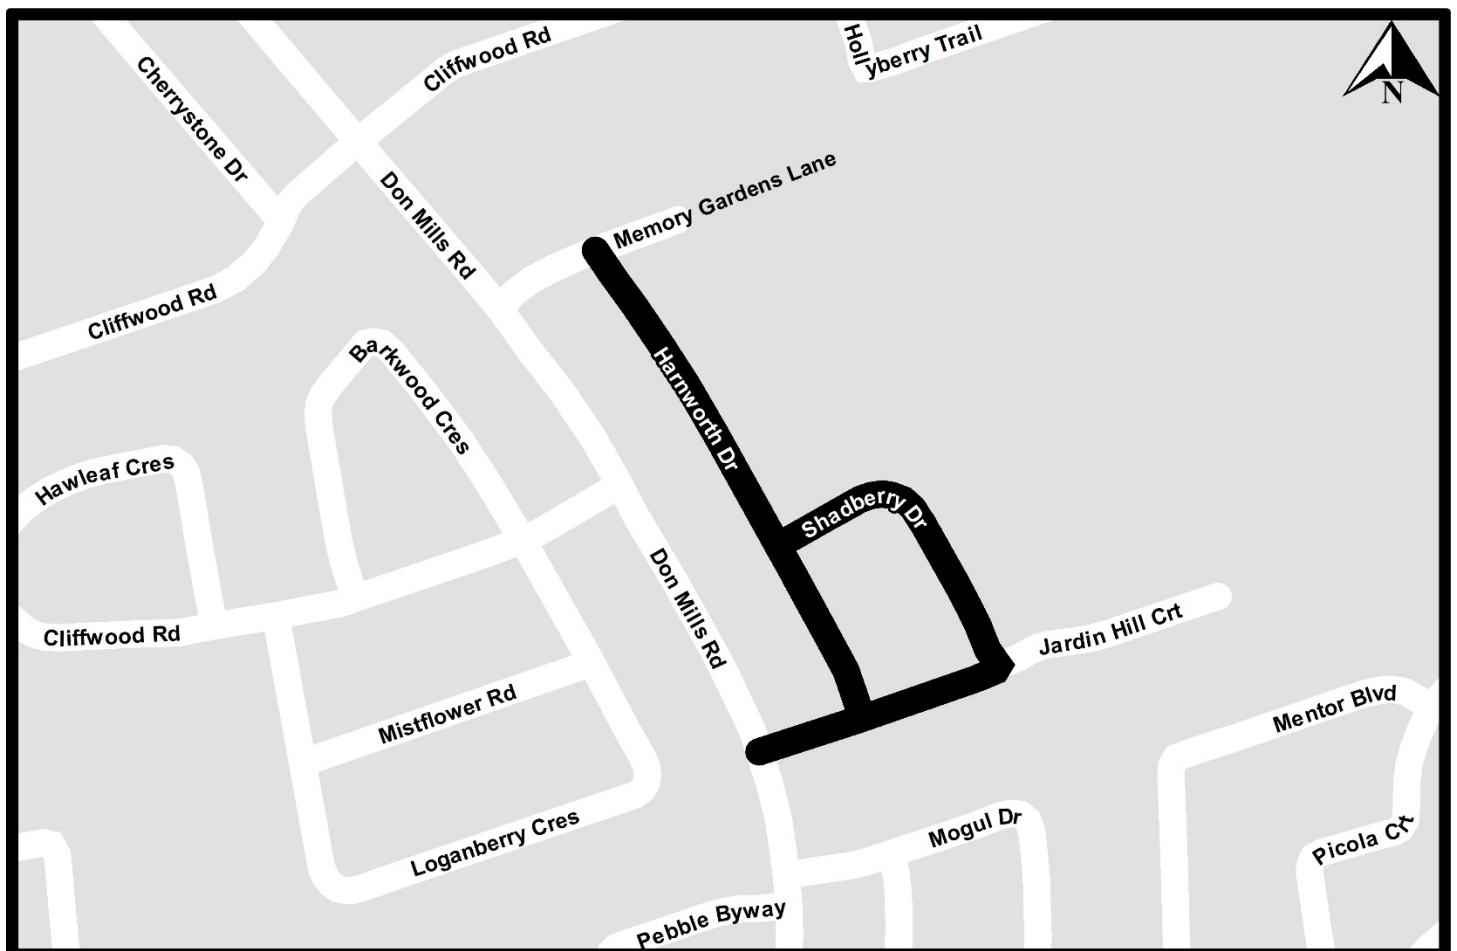 Cliffwood Rd
Holl
yberry Trail
N
Cherrystone Dr
Memory Gardens Lane
Don Mills Rd
Cliffwood Rd
Barkwood Cres
Harnworth Dr
Hawleaf Cres
Shadberry Dr
Don Mills Rd
Jardin Hill Crt
Cliffwood Rd
Mistflower Rd
Mentor Blvd
Loganberry Cres
Mogul Dr
Picola Crt
Pebble Byway